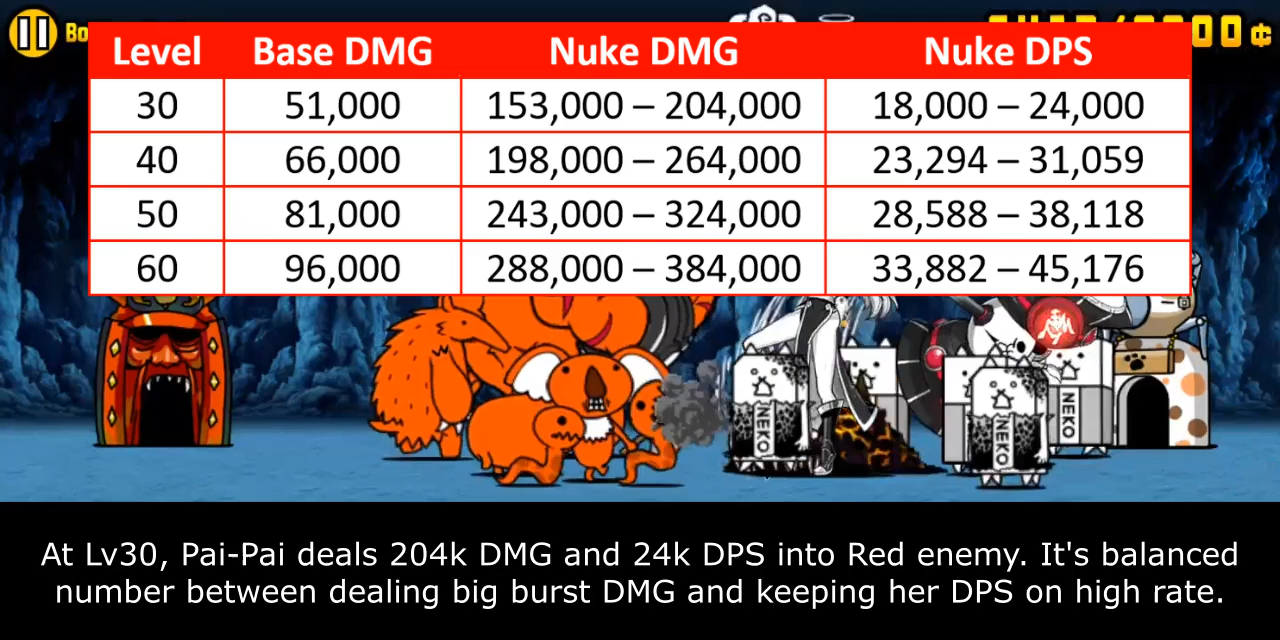 Level Base DMG Nuke DMG Nuke DPS
30 51,000 153,000 – 204,000 18,000 – 24,000
40 66,000 198,000 – 264,000 23,294 – 31,059
50 81,000 243,000 – 324,000 28,588 – 38,118
60 96,000 288,000 – 384,000 33,882 – 45,176
NEKO
NEKO
NEKO
At Lv30, Pai-Pai deals 204k DMG and 24k DPS into Red enemy. It's balanced
number between dealing big burst DMG and keeping her DPS on high rate.